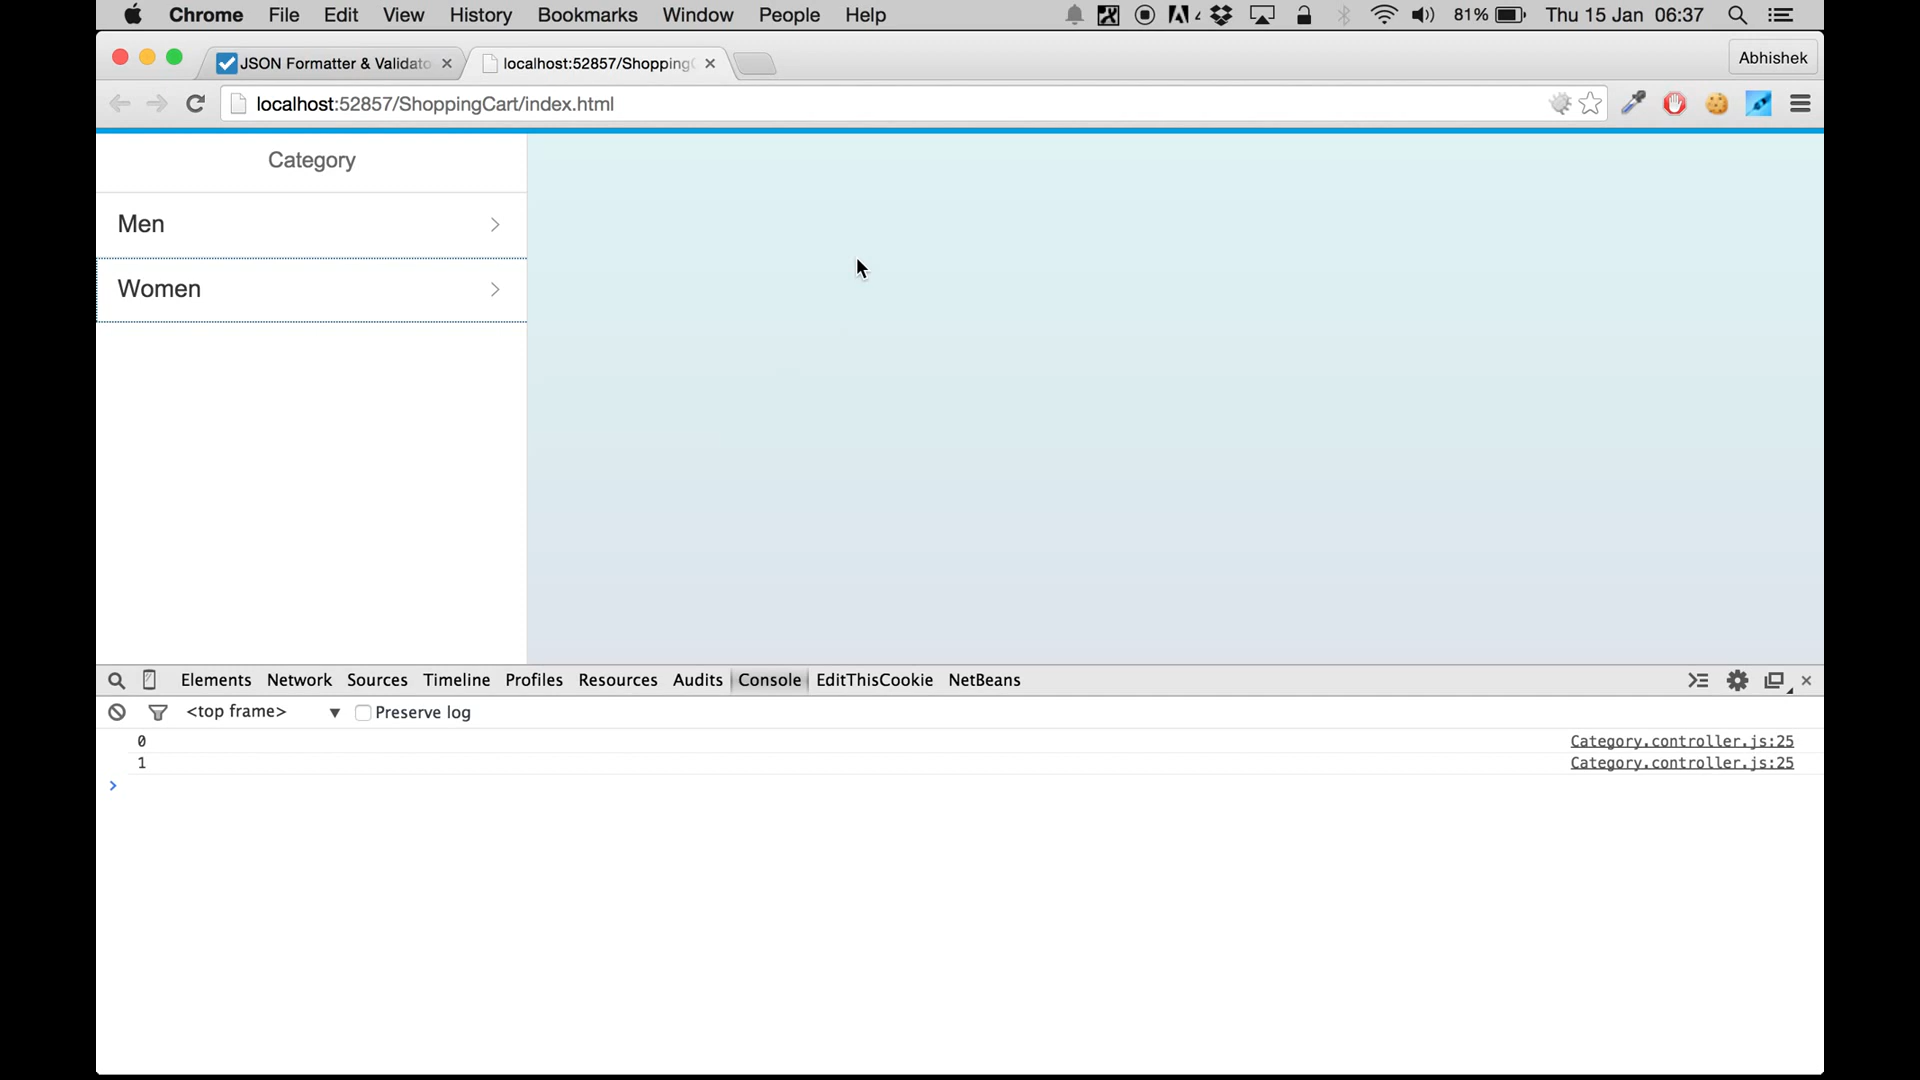 Chrome File Edit View History Bookmarks Window People Help 4 81% Thu 15 Jan 06:37
JSON Formatter & Validato localhost:52857/Shopping Abhishek
localhost:52857/ShoppingCart/index.html
Category
Men
Women
Elements Network Sources Timeline Profiles Resources Audits Console EditThisCookie NetBeans
<top frame> Preserve log
0 Category.controller.js:25
1 Category.controller.js:25